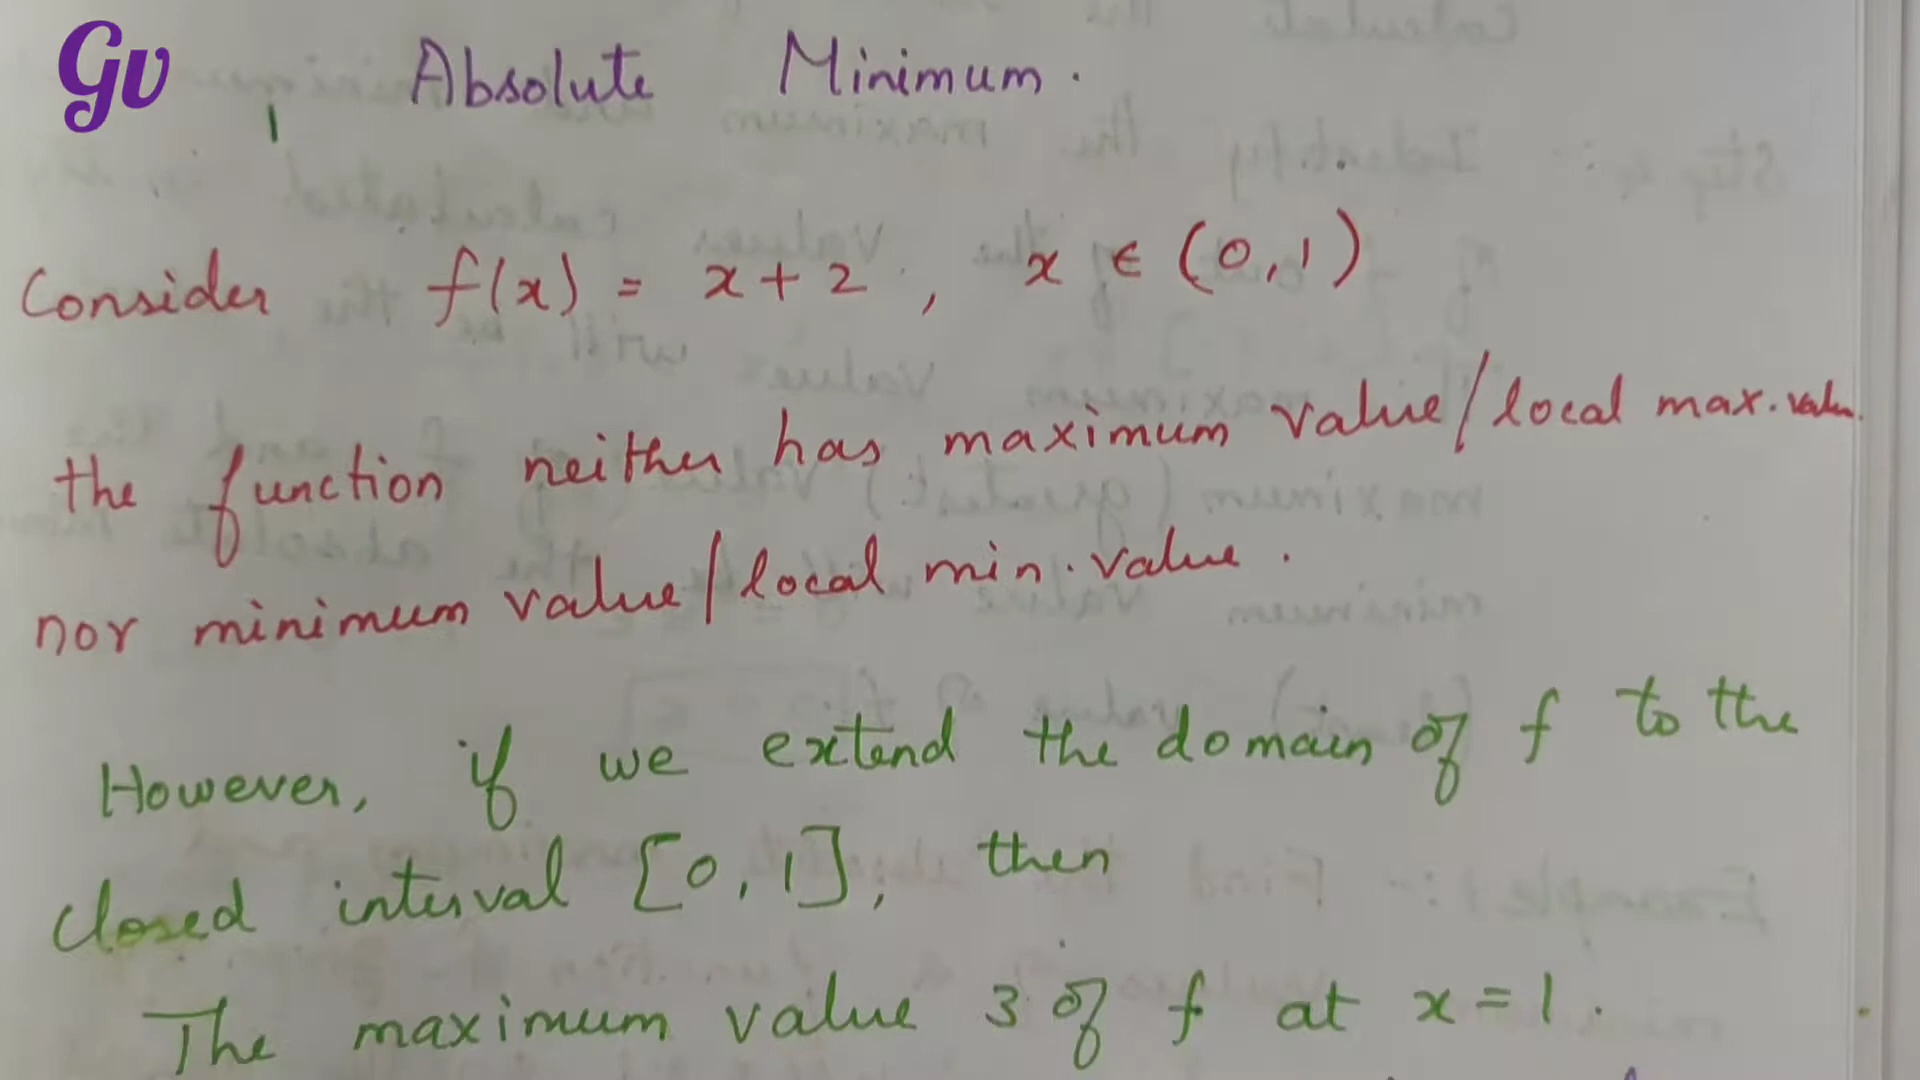 Gv
Absolute Minimum.
Consider f(x) = x + 2, x ∈ (0,1)
the function neither has maximum value/local max. valu.
nor minimum value/local min. value.
However, if we extend the domain of f to the
closed interval [0,1], then
The maximum value 3 of f at x = 1.